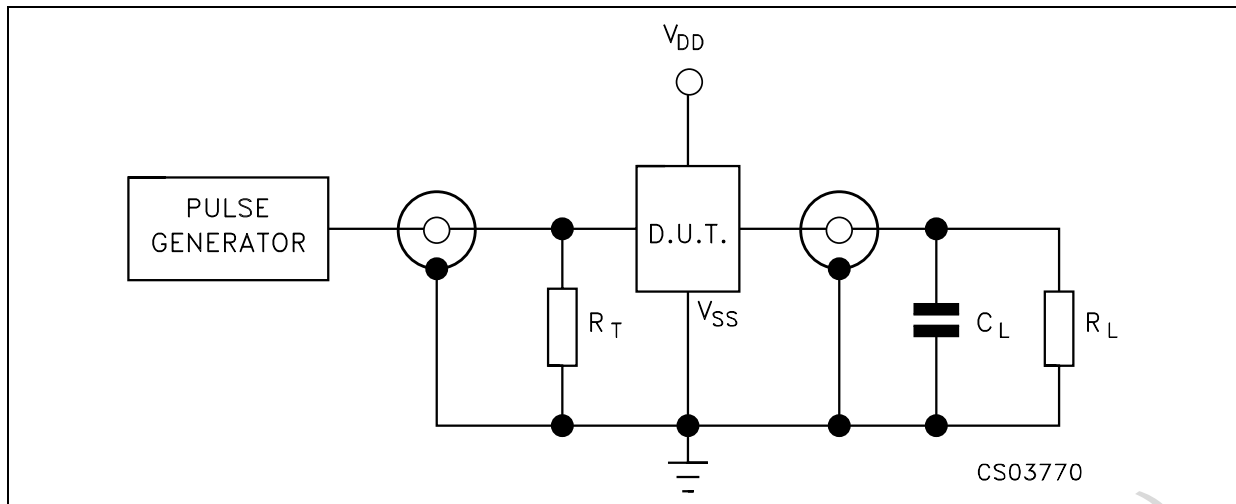 VDD
PULSE
GENERATOR
D.U.T.
RT
VSS
CL
RL
CS03770